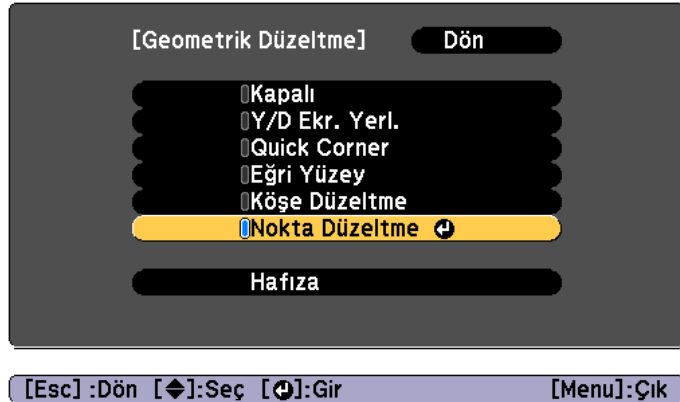 [Geometrik Düzeltme] Dön
Kapalı
Y/D Ekr. Yerl.
Quick Corner
Eğri Yüzey
Köşe Düzeltme
Nokta Düzeltme
Hafıza
[Esc] :Dön [◆]:Seç [↵]:Gir [Menu]:Çık